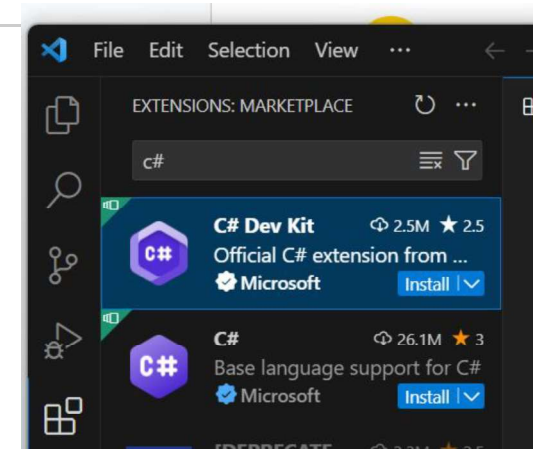 File Edit Selection View ...
EXTENSIONS: MARKETPLACE
c#
C# Dev Kit 2.5M ★ 2.5
C# Official C# extension from ...
Microsoft Install
C# 26.1M ★ 3
C# Base language support for C#
Microsoft Install
[DEPRECATE